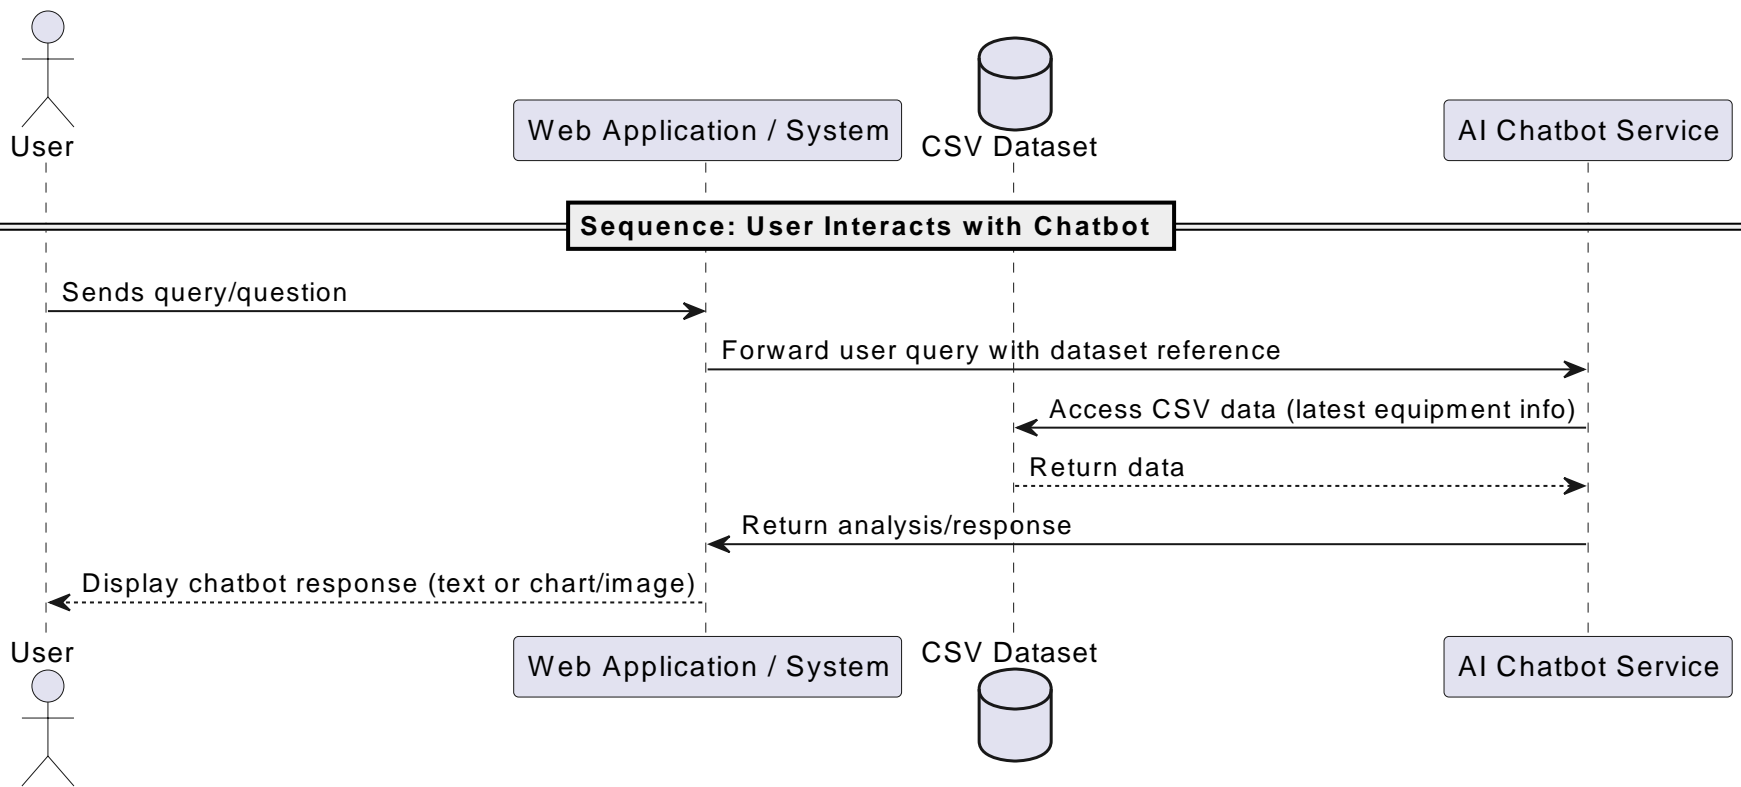 User
Web Application / System
CSV Dataset
AI Chatbot Service
Sequence: User Interacts with Chatbot
Sends query/question
Forward user query with dataset reference
Access CSV data (latest equipment info)
Return data
Return analysis/response
Display chatbot response (text or chart/image)
User
Web Application / System
CSV Dataset
AI Chatbot Service